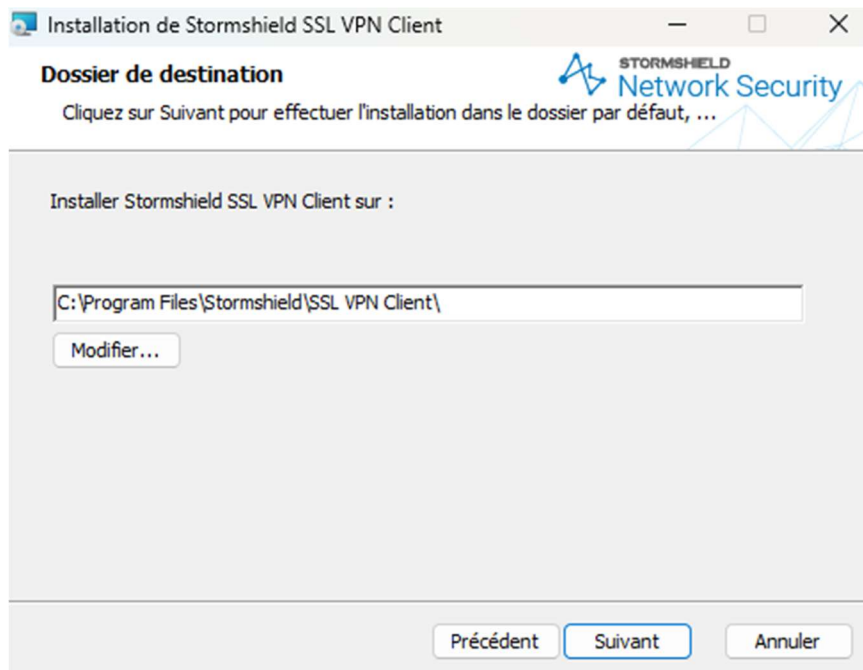 Installation de Stormshield SSL VPN Client
Dossier de destination
STORMSHIELD
Network Security
Cliquez sur Suivant pour effectuer l'installation dans le dossier par défaut, ...
Installer Stormshield SSL VPN Client sur :
C:\Program Files\Stormshield\SSL VPN Client\
Modifier...
Précédent Suivant Annuler